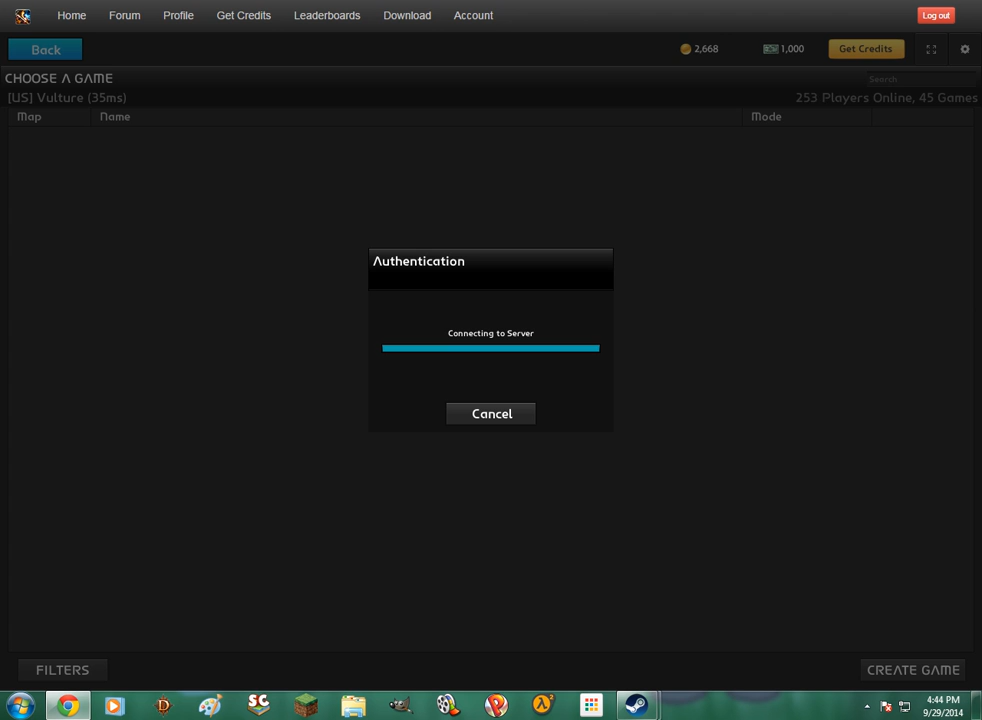 Home Forum Profile Get Credits Leaderboards Download Account Log out
Back 2,668 1,000 Get Credits
CHOOSE A GAME Search
[US] Vulture (35ms) 253 Players Online, 45 Games
Map Name Mode
Authentication
Connecting to Server
Cancel
FILTERS CREATE GAME
SC
4:44 PM
9/29/2014